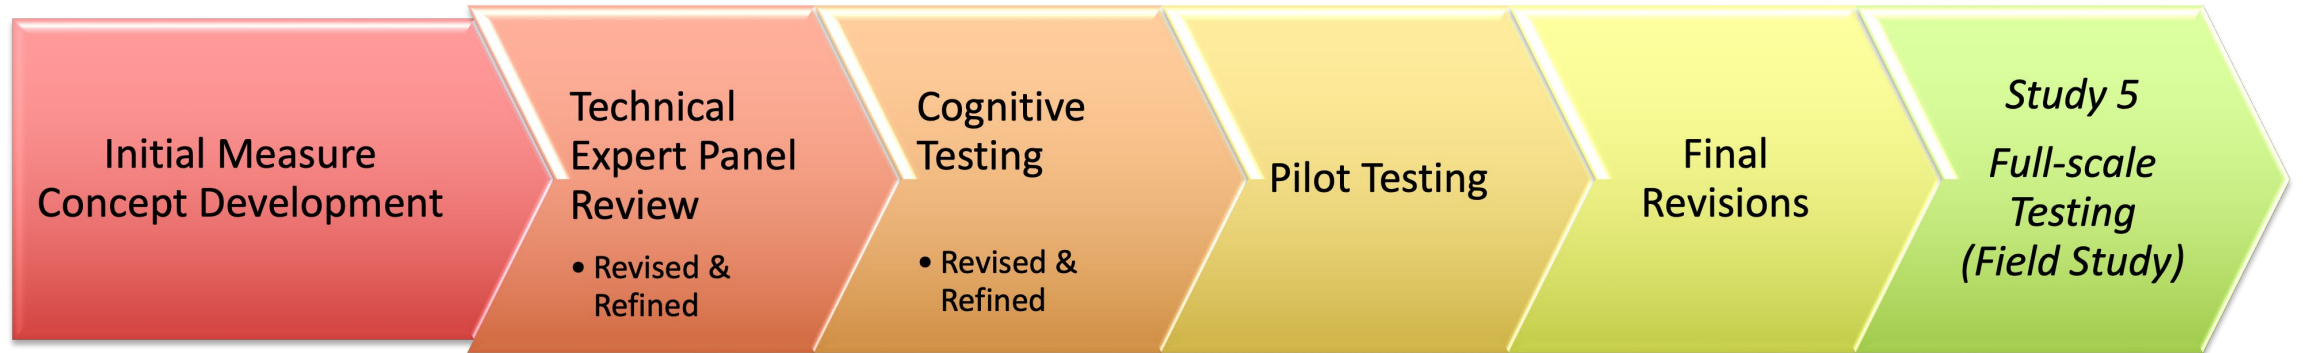 Initial Measure
Concept Development
Technical
Expert Panel
Review
• Revised &
Refined
Cognitive
Testing
• Revised &
Refined
Pilot Testing
Final
Revisions
Study 5
Full-scale
Testing
(Field Study)